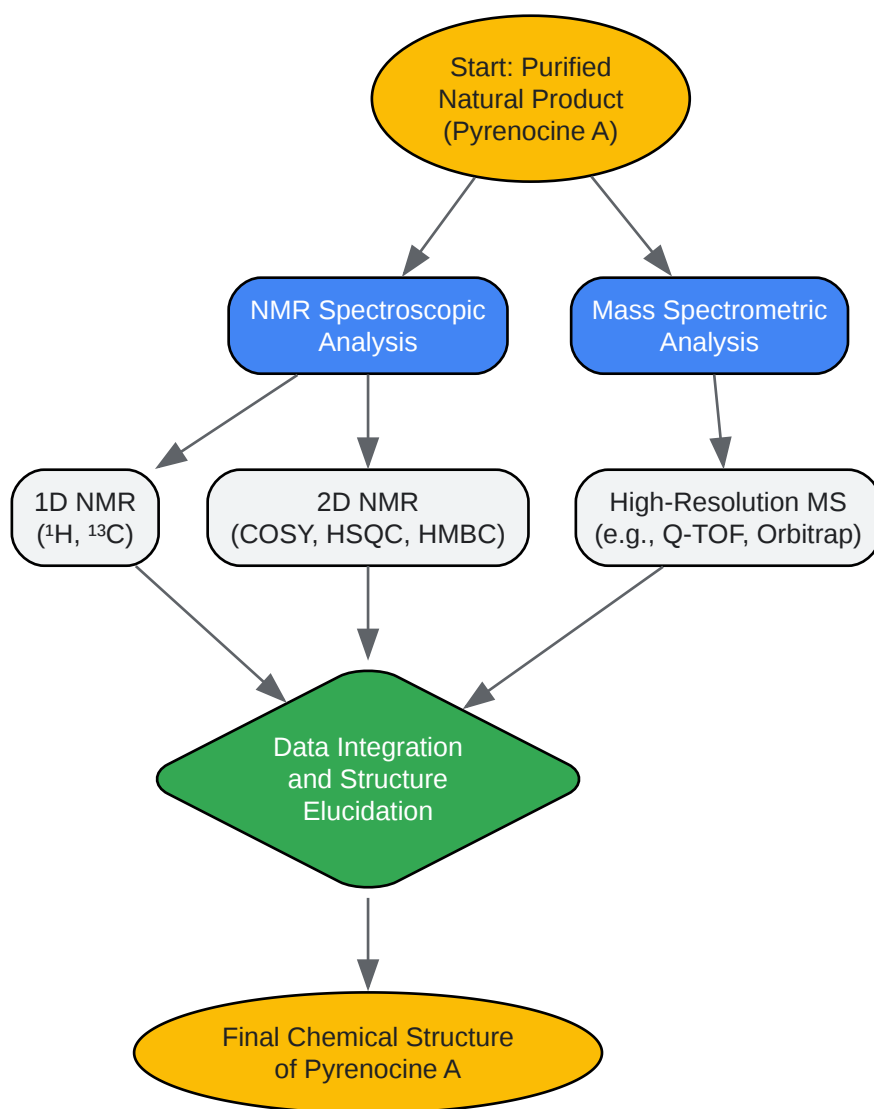 Start: Purified
Natural Product
(Pyrenocine A)
NMR Spectroscopic
Analysis
Mass Spectrometric
Analysis
1D NMR
(¹H, ¹³C)
2D NMR
(COSY, HSQC, HMBC)
High-Resolution MS
(e.g., Q-TOF, Orbitrap)
Data Integration
and Structure
Elucidation
Final Chemical Structure
of Pyrenocine A